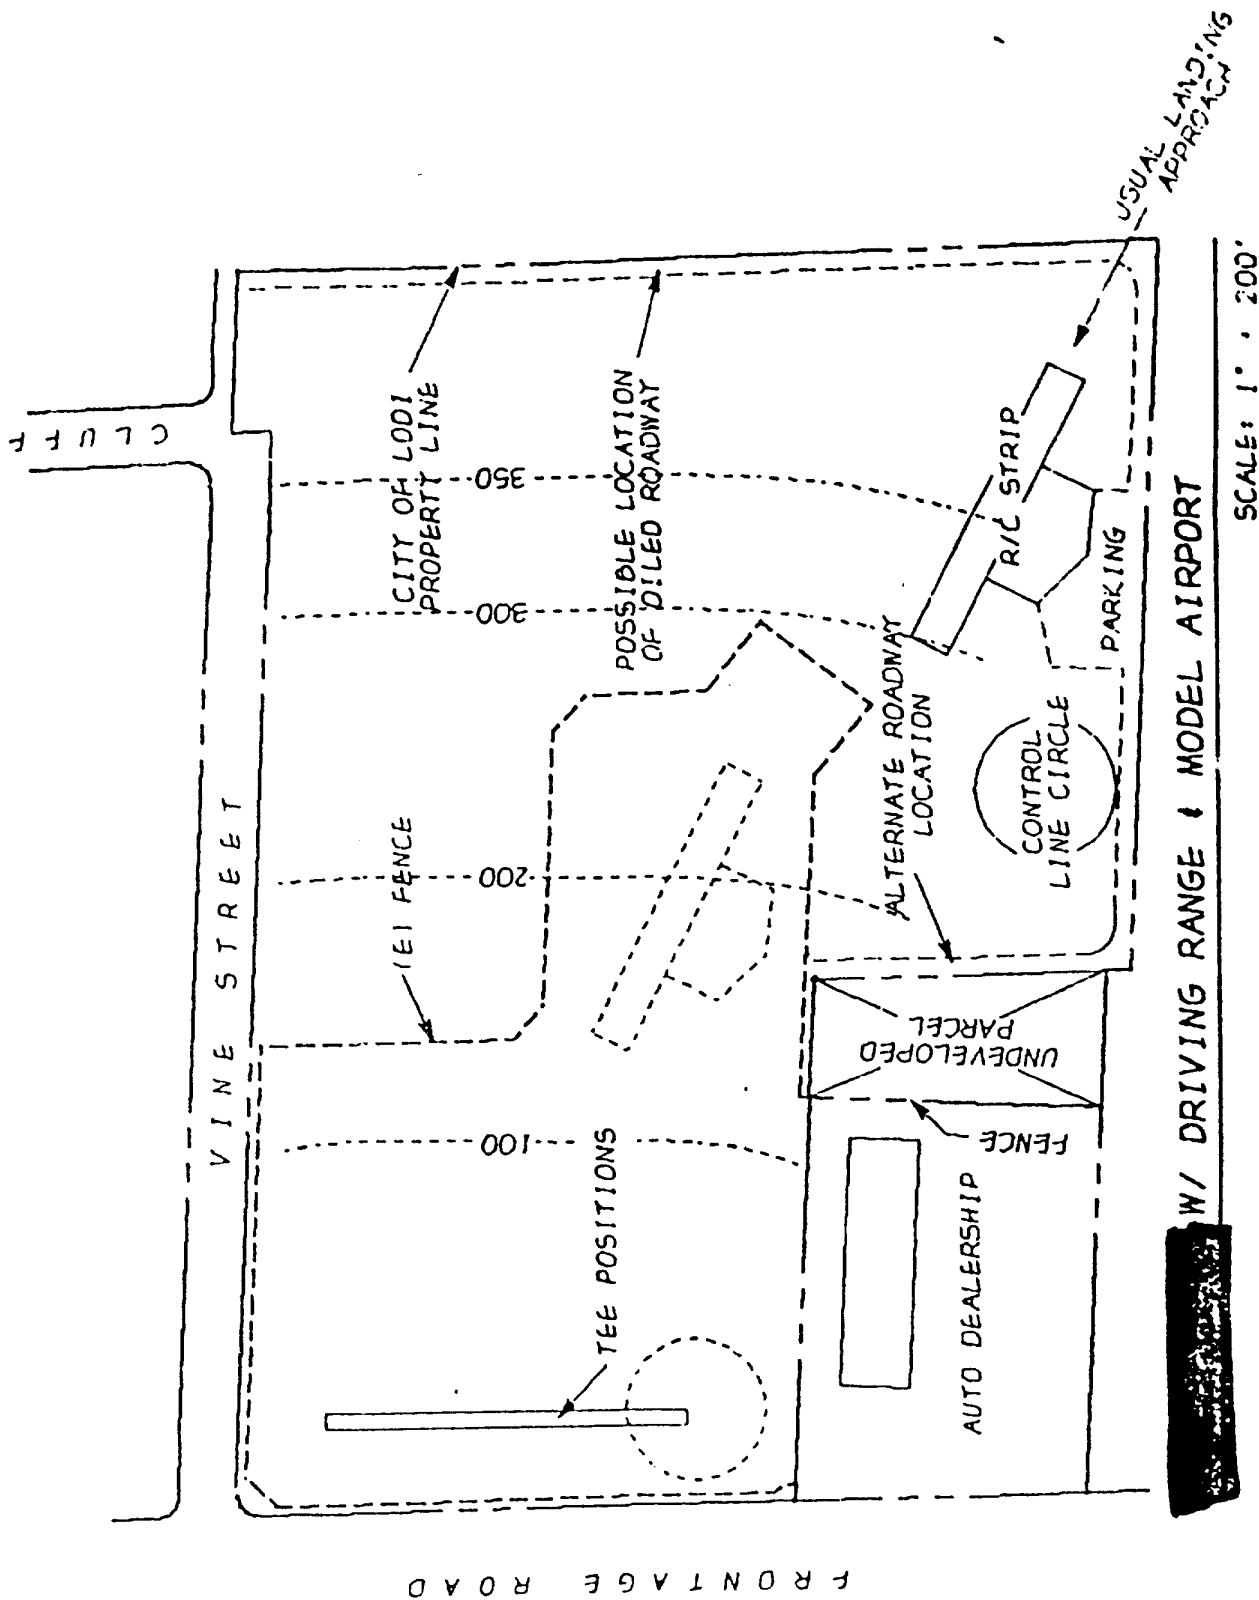 CLUFF
VINE STREET
CITY OF LODI
PROPERTY LINE
POSSIBLE LOCATION
OF OILED ROADWAY
350
300
200
100
(E) FENCE
USUAL LANDING
APPROACH
R/C STRIP
PARKING
ALTERNATE ROADWAY
LOCATION
CONTROL
LINE CIRCLE
UNDEVELOPED
PARCEL
FENCE
TEE POSITIONS
AUTO DEALERSHIP
FRONTAGE ROAD
W/ DRIVING RANGE & MODEL AIRPORT
SCALE: 1" = 200'